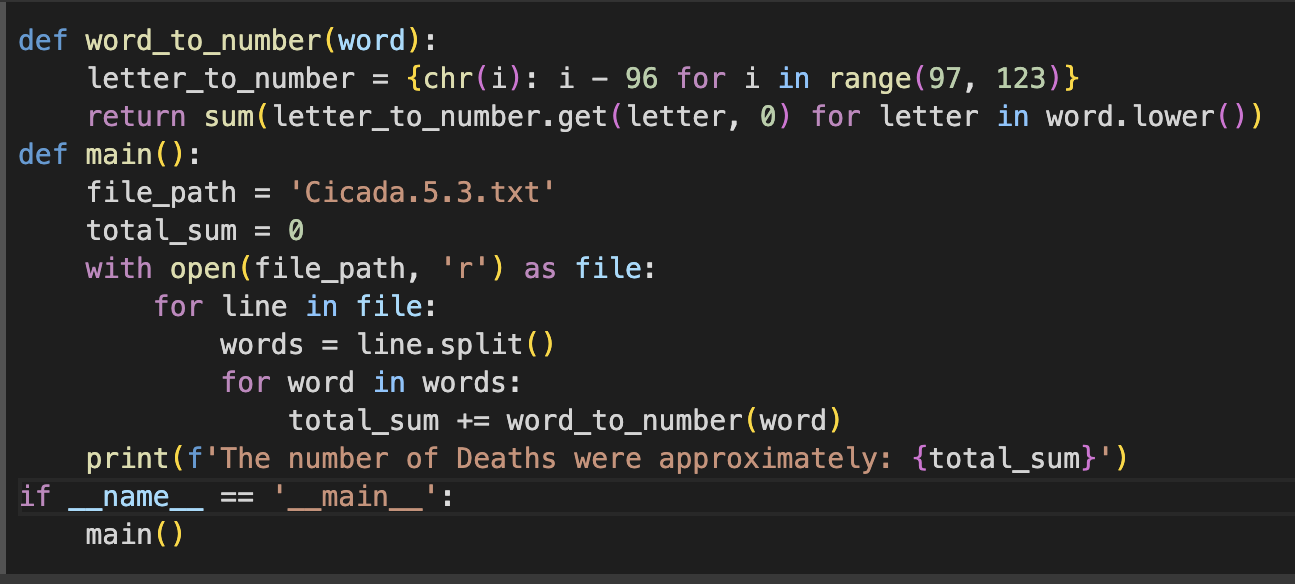 def word_to_number(word):
    letter_to_number = {chr(i): i - 96 for i in range(97, 123)}
    return sum(letter_to_number.get(letter, 0) for letter in word.lower())
def main():
    file_path = 'Cicada.5.3.txt'
    total_sum = 0
    with open(file_path, 'r') as file:
        for line in file:
            words = line.split()
            for word in words:
                total_sum += word_to_number(word)
    print(f'The number of Deaths were approximately: {total_sum}')
if __name__ == '__main__':
    main()